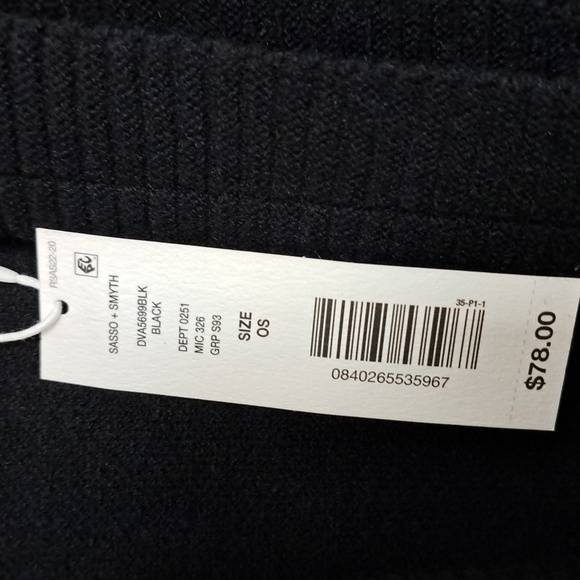 RSAS22-20
SASSO + SMYTH
DVA5699BLK
BLACK
DEPT 0251
MIC 326
GRP S93
SIZE
OS
35-P1-1
0840265535967
$78.00